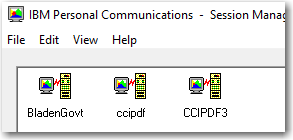 IBM Personal Communications - Session Manag
File Edit View Help
BladenGovt ccipdf CCIPDF3